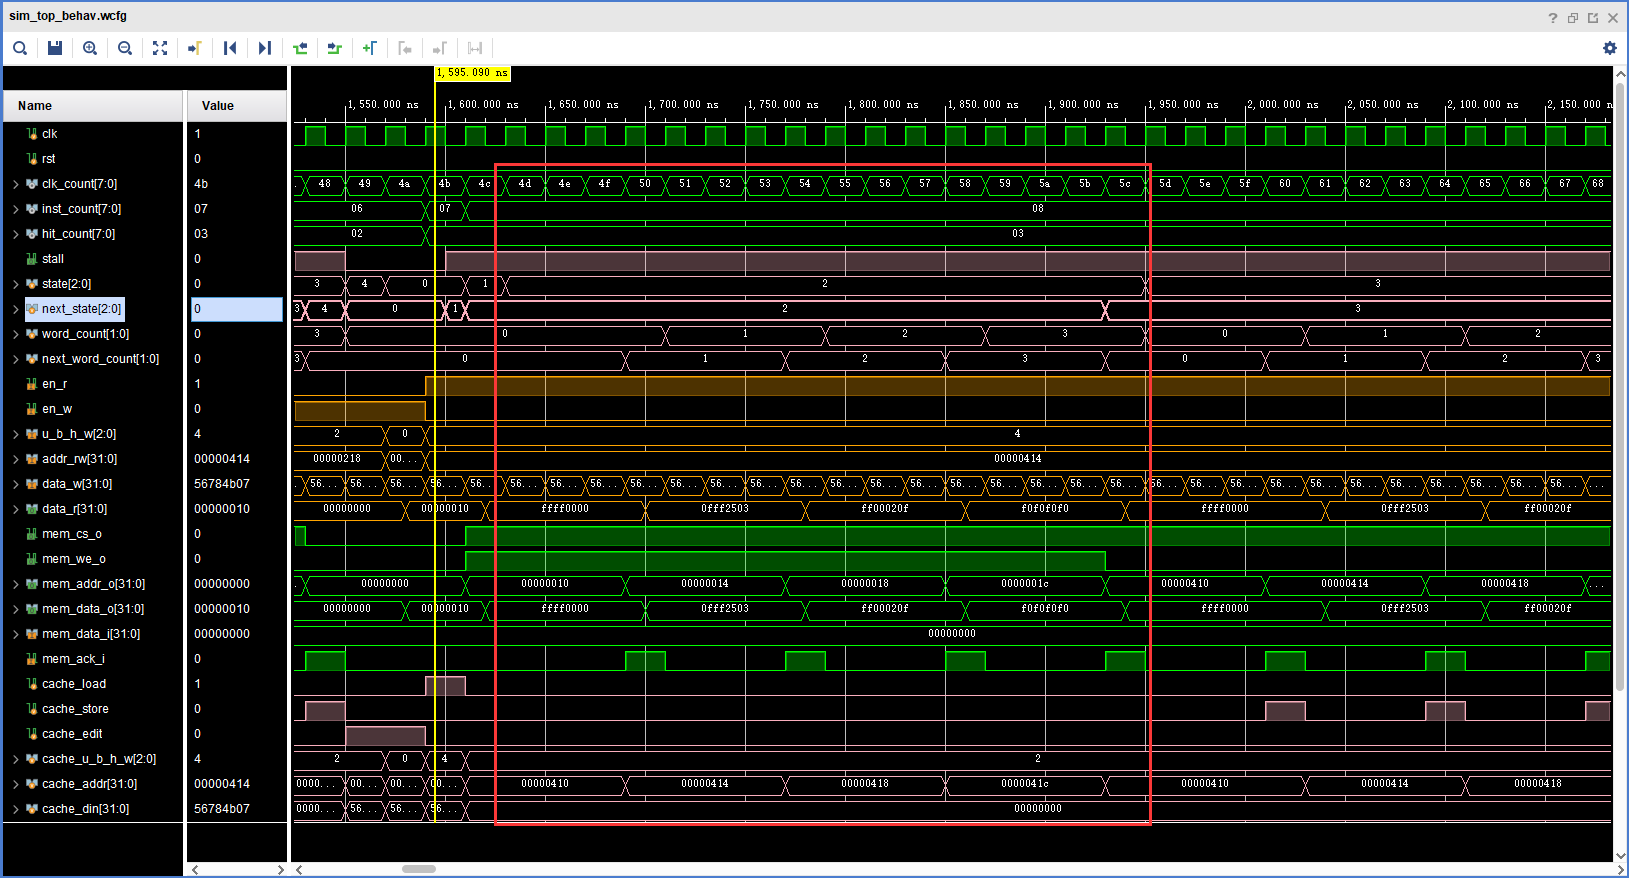 sim_top_behav.wcfg
1,595.090 ns
Name Value
1,550.000 ns 1,600.000 ns 1,650.000 ns 1,700.000 ns 1,750.000 ns 1,800.000 ns 1,850.000 ns 1,900.000 ns 1,950.000 ns 2,000.000 ns 2,050.000 ns 2,100.000 ns 2,150.000 n
clk 1
rst 0
clk_count[7:0] 4b 48 49 4a 4b 4c 4d 4e 4f 50 51 52 53 54 55 56 57 58 59 5a 5b 5c 5d 5e 5f 60 61 62 63 64 65 66 67 68
inst_count[7:0] 07 06 07 08
hit_count[7:0] 03 02 03
stall 0
state[2:0] 0 3 4 0 1 2 3
next_state[2:0] 0 3 4 0 1 2 3
word_count[1:0] 0 3 0 1 2 3 0 1 2
next_word_count[1:0] 0 3 0 1 2 3 0 1 2 3
en_r 1
en_w 0
u_b_h_w[2:0] 4 2 0 4
addr_rw[31:0] 00000414 00000218 00... 00000414
data_w[31:0] 56784b07 56... 56... 56... 56... 56... 56... 56... 56... 56... 56... 56... 56... 56... 56... 56... 56... 56... 56... 56... 56... 56... 56... 56... 56... 56... 56... 56... 56... 56... 56... 56... 56...
data_r[31:0] 00000010 00000000 00000010 ffff0000 0fff2503 ff00020f f0f0f0f0 ffff0000 0fff2503 ff00020f
mem_cs_o 0
mem_we_o 0
mem_addr_o[31:0] 00000000 00000000 00000010 00000014 00000018 0000001c 00000410 00000414 00000418 ...
mem_data_o[31:0] 00000010 00000000 00000010 ffff0000 0fff2503 ff00020f f0f0f0f0 ffff0000 0fff2503 ff00020f
mem_data_i[31:0] 00000000 00000000
mem_ack_i 0
cache_load 1
cache_store 0
cache_edit 0
cache_u_b_h_w[2:0] 4 2 0 4 2
cache_addr[31:0] 00000414 0000... 00... 00... 00... 00000410 00000414 00000418 0000041c 00000410 00000414 00000418
cache_din[31:0] 56784b07 0000... 56... 56... 56... 00000000